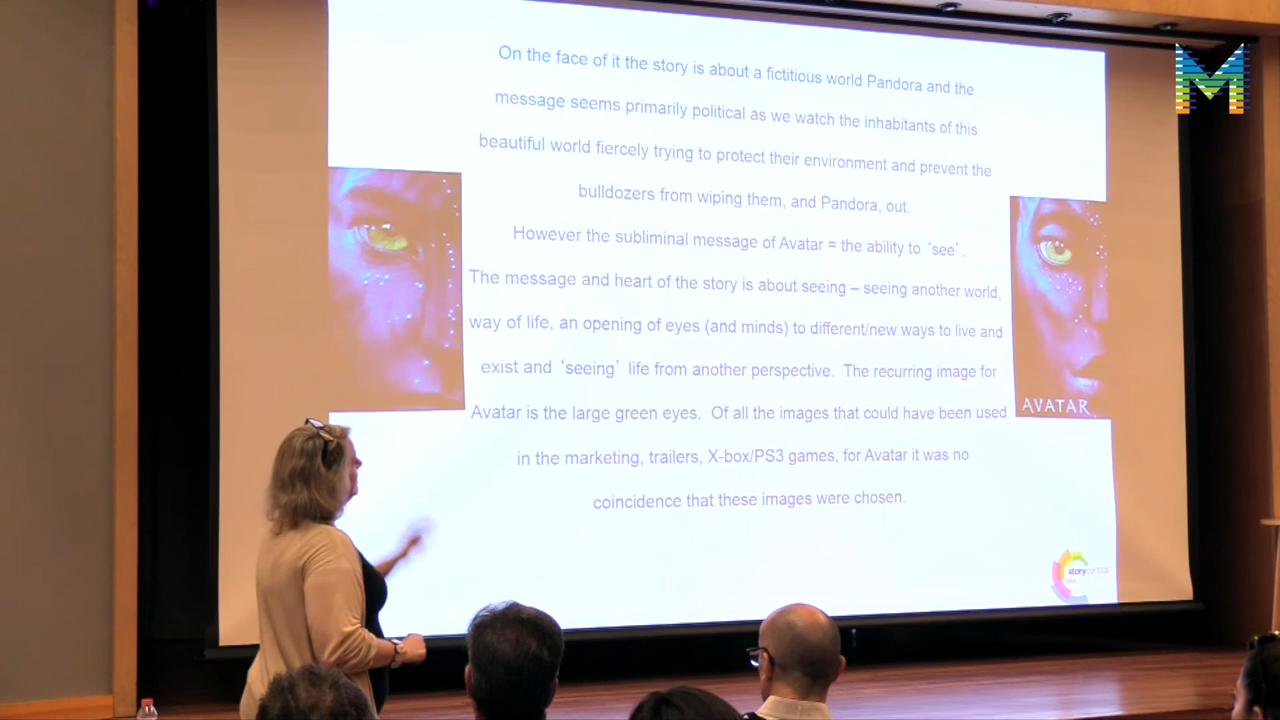 On the face of it the story is about a fictitious world Pandora and the
message seems primarily political as we watch the inhabitants of this
beautiful world fiercely trying to protect their environment and prevent the
bulldozers from wiping them, and Pandora, out.
However the subliminal message of Avatar = the ability to ‘see’.
The message and heart of the story is about seeing – seeing another world,
way of life, an opening of eyes (and minds) to different/new ways to live and
exist and ‘seeing’ life from another perspective. The recurring image for
Avatar is the large green eyes. Of all the images that could have been used
in the marketing, trailers, X-box/PS3 games, for Avatar it was no
coincidence that these images were chosen.
AVATAR
storycentral
M